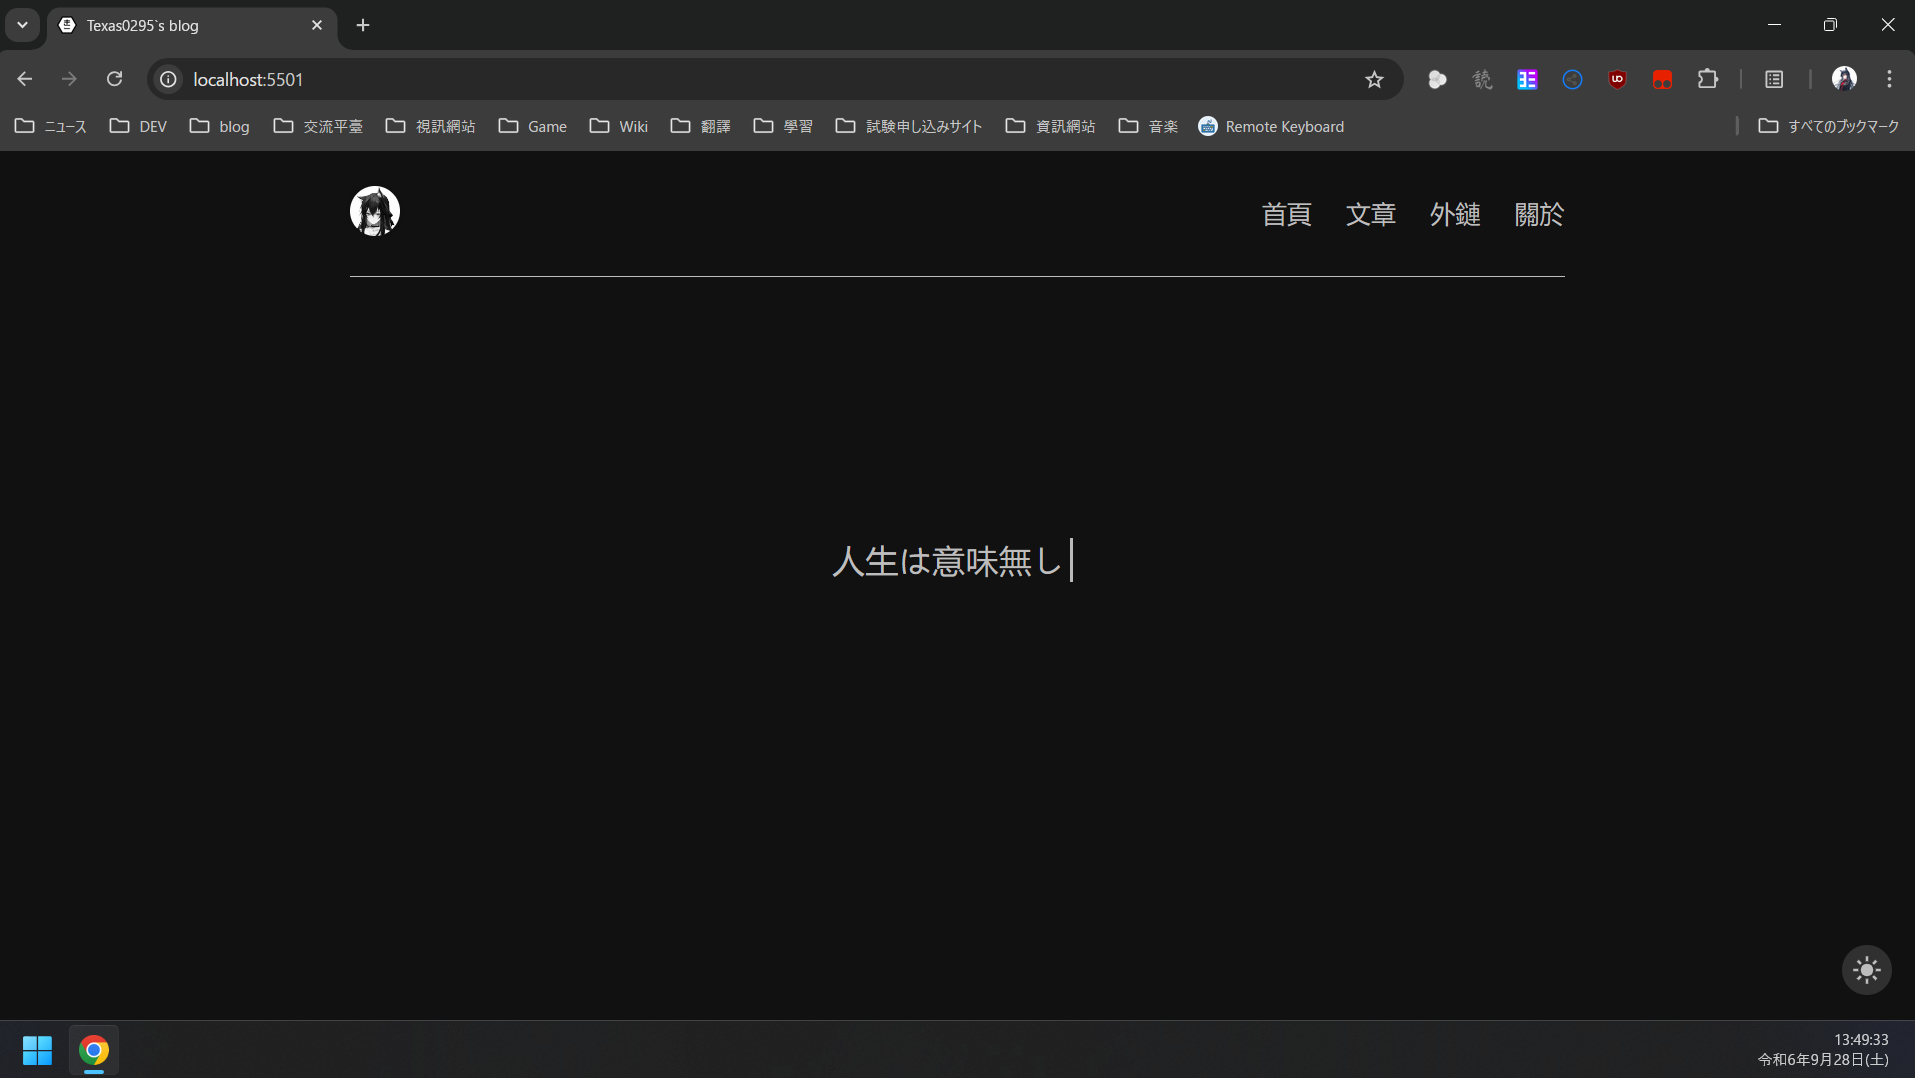 Texas0295`s blog
localhost:5501
ニュース DEV blog 交流平臺 視訊網站 Game Wiki 翻譯 學習 試験申し込みサイト 資訊網站 音楽 Remote Keyboard すべてのブックマーク
首頁 文章 外鏈 關於
人生は意味無し
13:49:33
令和6年9月28日(土)